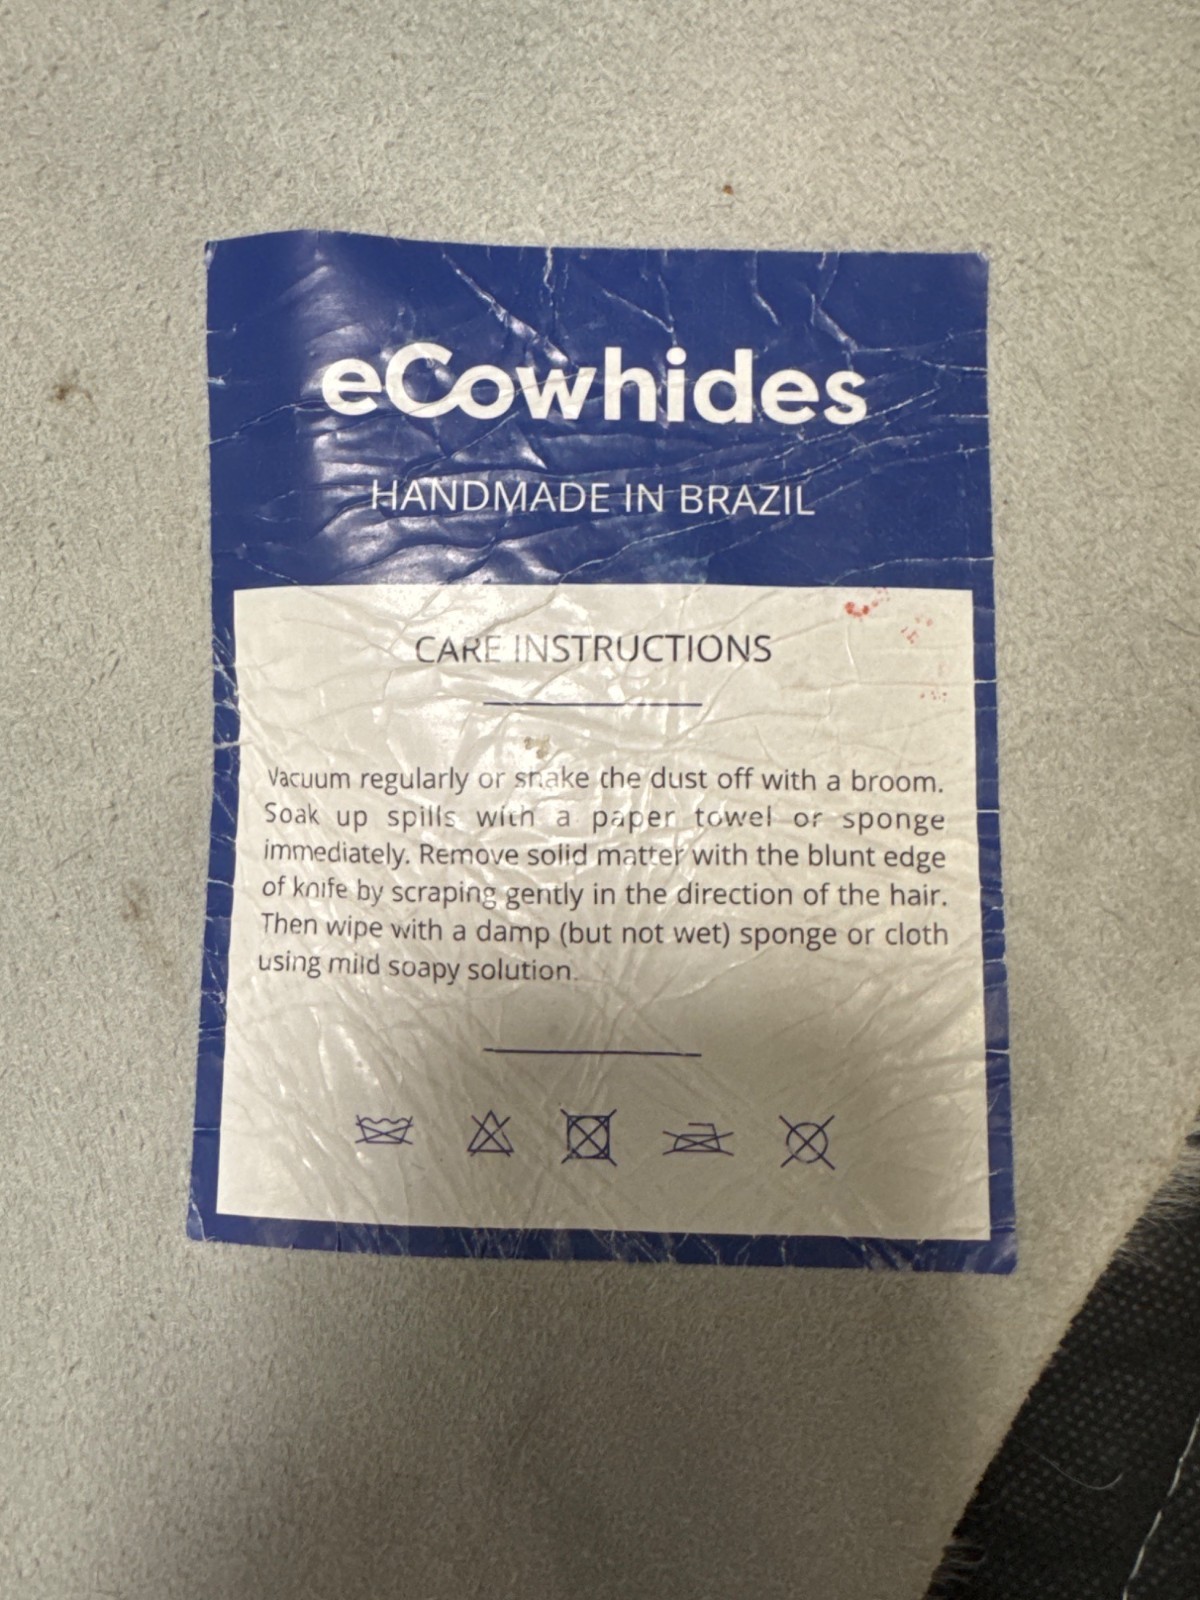 eCowhides
HANDMADE IN BRAZIL
CARE INSTRUCTIONS
Vacuum regularly or shake the dust off with a broom.
Soak up spills with a paper towel or sponge
immediately. Remove solid matter with the blunt edge
of knife by scraping gently in the direction of the hair.
Then wipe with a damp (but not wet) sponge or cloth
using mild soapy solution.